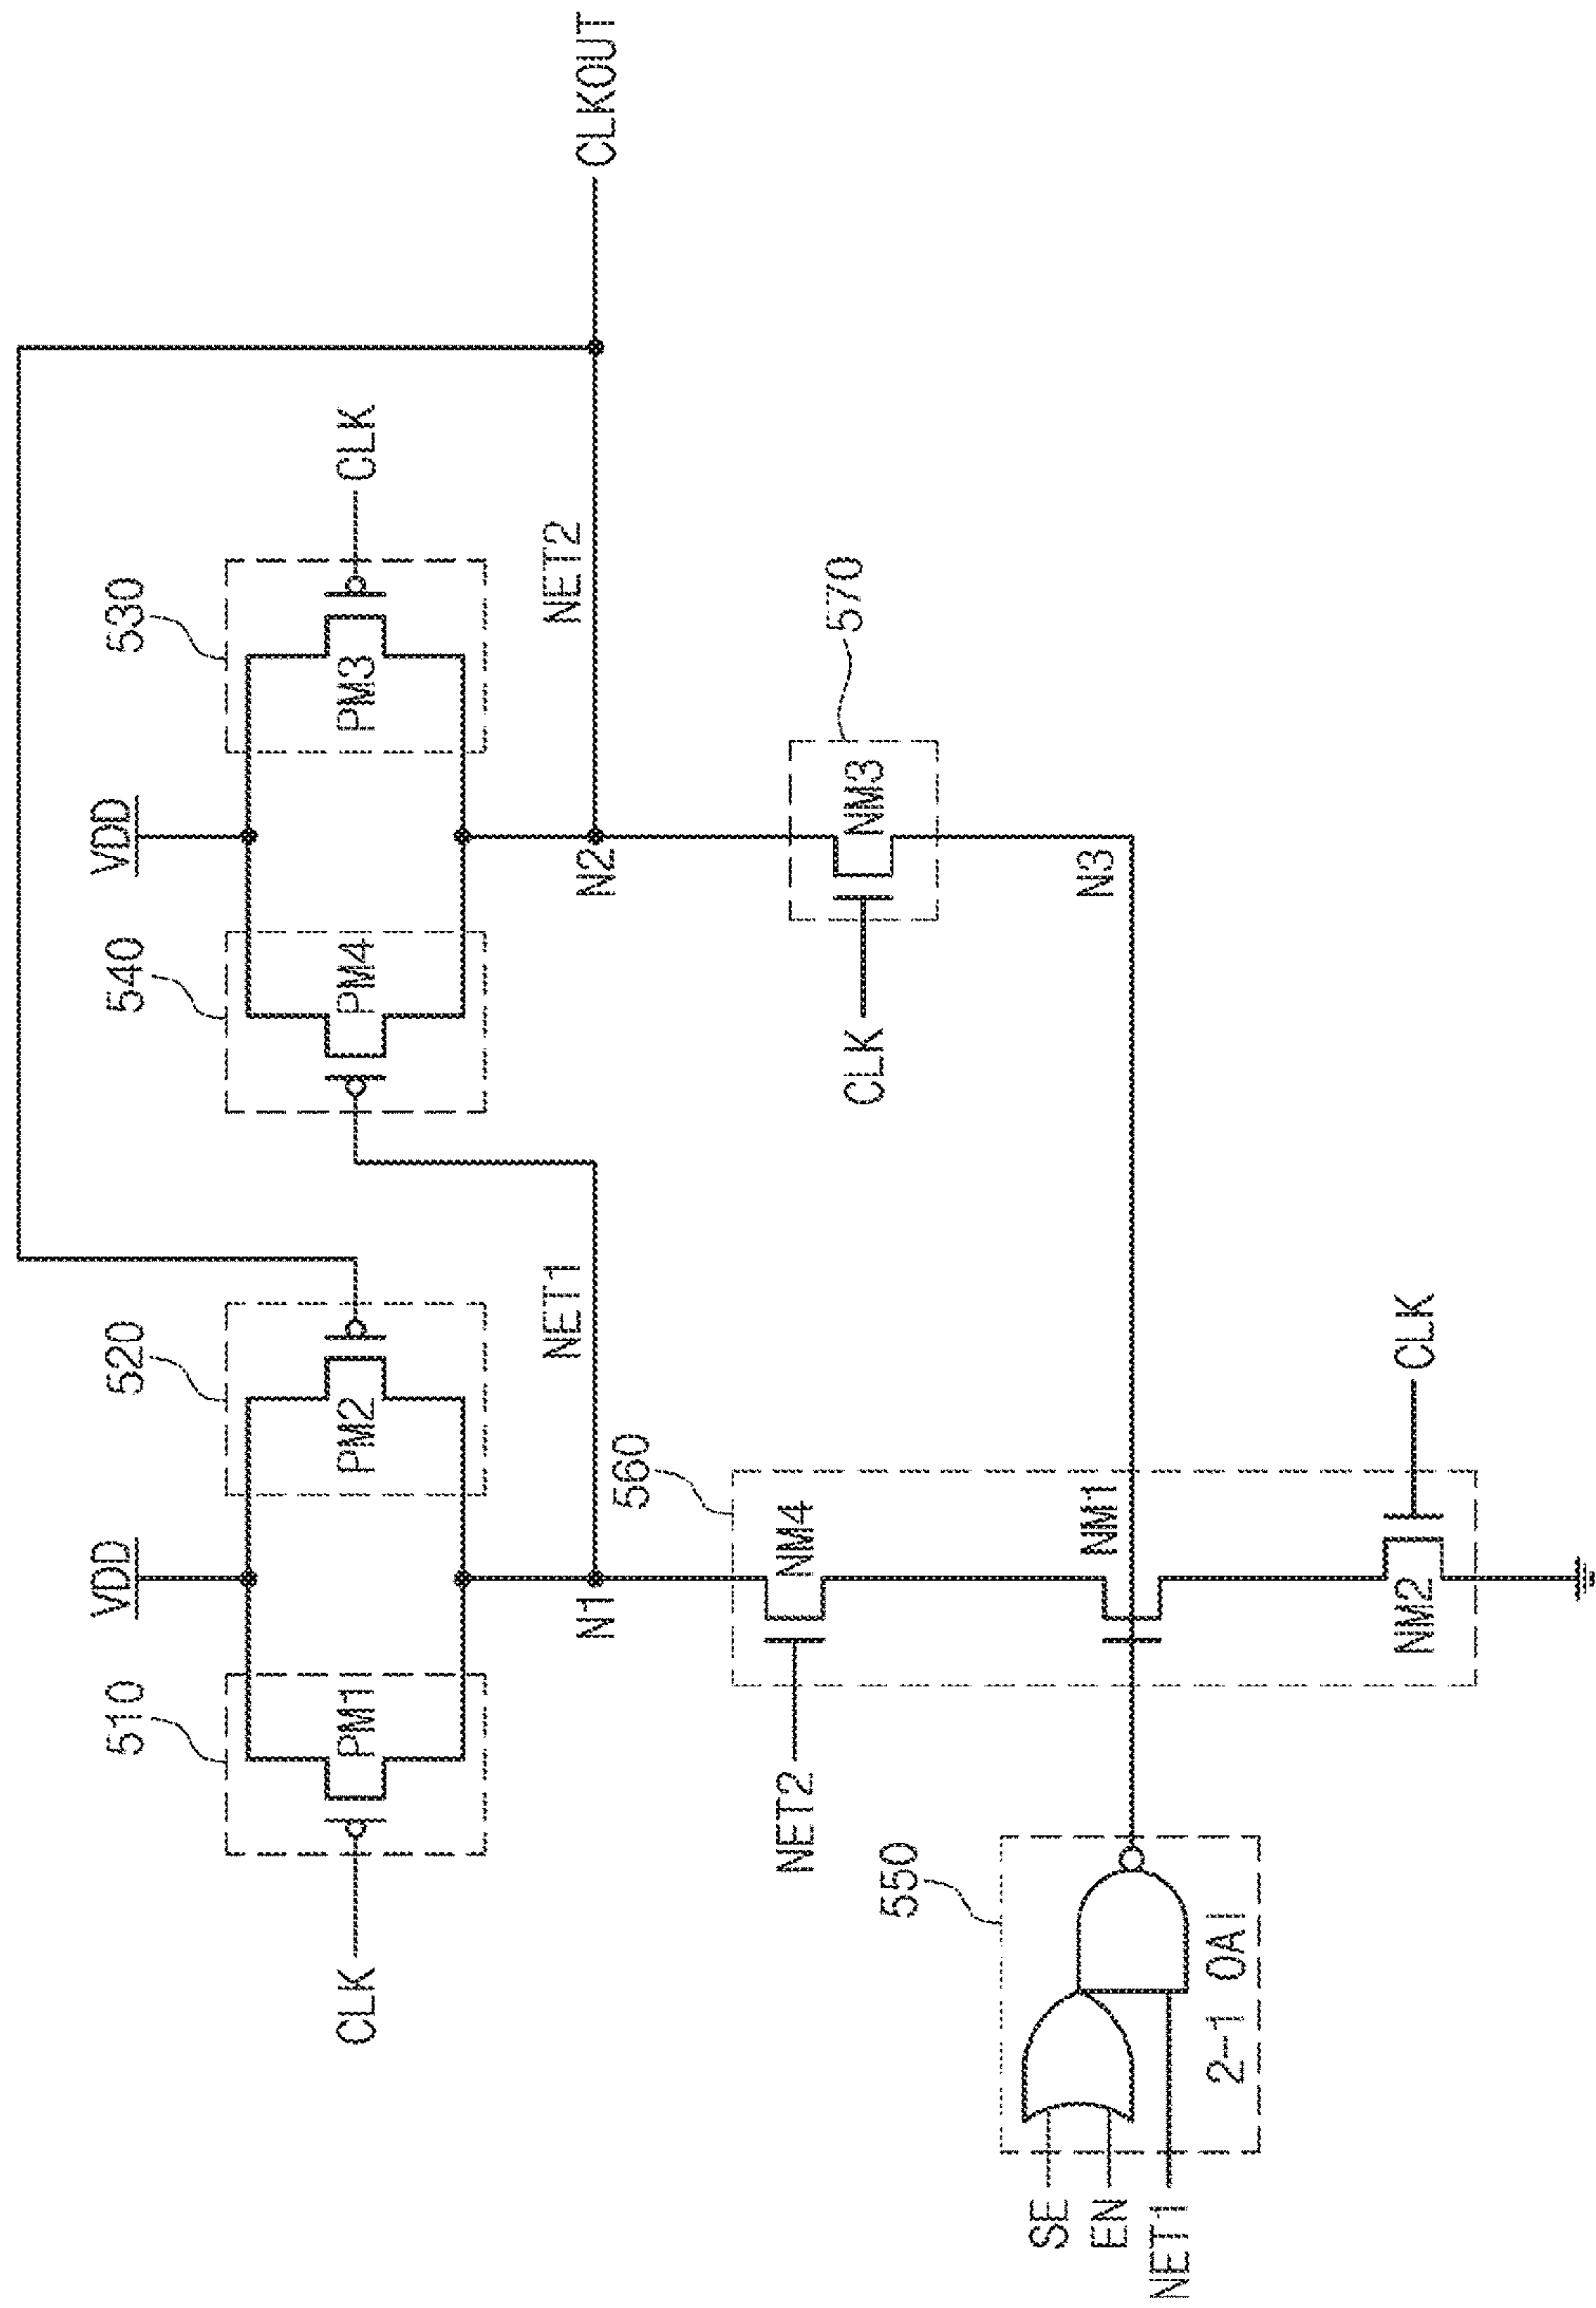 510
520
540
530
VDD
VDD
CLK
PM1
PM2
PM4
PM3
CLK
NET1
NET2
N1
N2
CLKOUT
560
570
NET2
NM4
CLK
NM3
550
NM1
N3
SE
EN
NET1
2-1 OAI
NM2
CLK